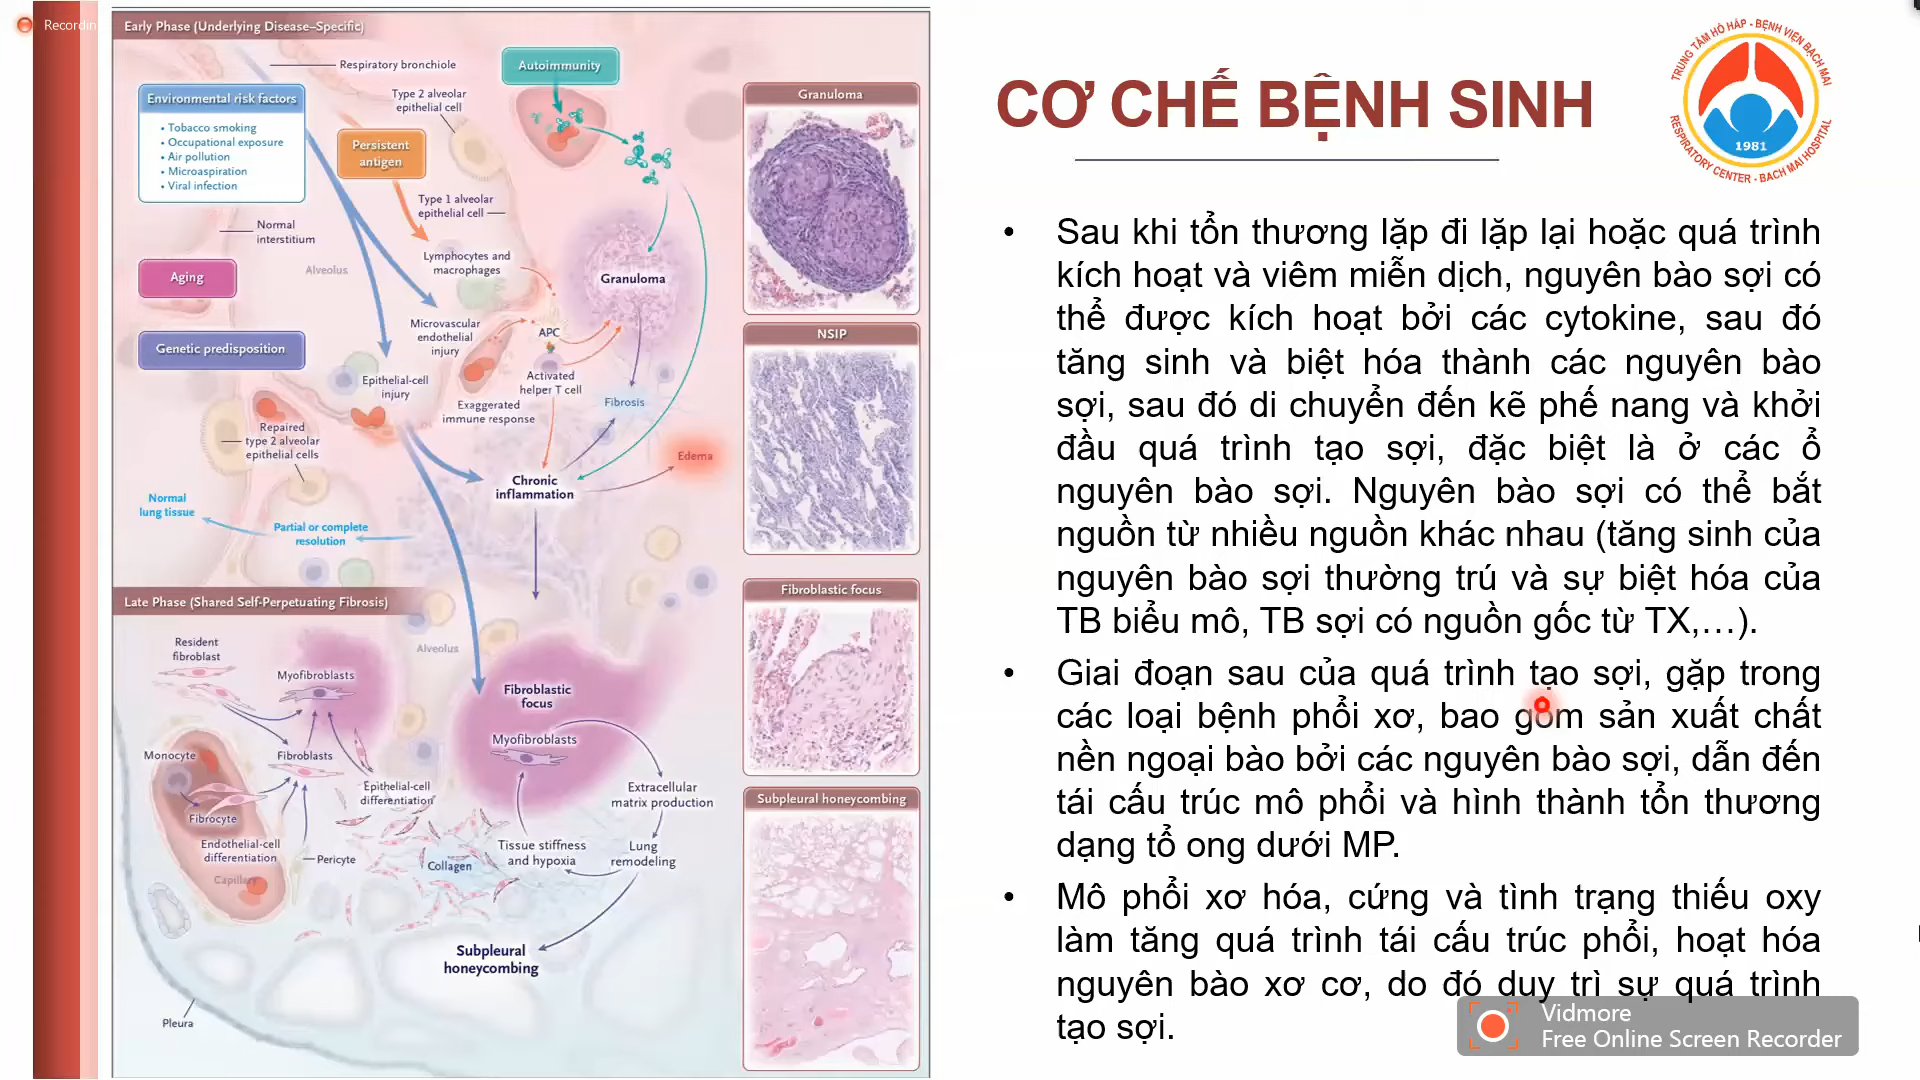 Recordin
Early Phase (Underlying Disease–Specific)
Respiratory bronchiole
Autoimmunity
Environmental risk factors
• Tobacco smoking
• Occupational exposure
• Air pollution
• Microaspiration
• Viral infection
Type 2 alveolar
epithelial cell
Persistent
antigen
Type 1 alveolar
epithelial cell
Normal
interstitium
Alveolus
Lymphocytes and
macrophages
Granuloma
Aging
Microvascular
endothelial
injury
APC
Genetic predisposition
Epithelial-cell
injury
Activated
helper T cell
Exaggerated
immune response
Fibrosis
Repaired
type 2 alveolar
epithelial cells
Edema
Chronic
inflammation
Normal
lung tissue
Partial or complete
resolution
Late Phase (Shared Self-Perpetuating Fibrosis)
Resident
fibroblast
Alveolus
Myofibroblasts
Fibroblastic
focus
Myofibroblasts
Monocyte
Fibroblasts
Epithelial-cell
differentiation
Extracellular
matrix production
Fibrocyte
Endothelial-cell
differentiation
Pericyte
Capillary
Collagen
Tissue stiffness
and hypoxia
Lung
remodeling
Subpleural
honeycombing
Pleura
Granuloma
NSIP
Fibroblastic focus
Subpleural honeycombing
CƠ CHẾ BỆNH SINH
TRUNG TÂM HÔ HẤP - BỆNH VIỆN BẠCH MAI
1981
RESPIRATORY CENTER - BACH MAI HOSPITAL
• Sau khi tổn thương lặp đi lặp lại hoặc quá trình
kích hoạt và viêm miễn dịch, nguyên bào sợi có
thể được kích hoạt bởi các cytokine, sau đó
tăng sinh và biệt hóa thành các nguyên bào
sợi, sau đó di chuyển đến kẽ phế nang và khởi
đầu quá trình tạo sợi, đặc biệt là ở các ổ
nguyên bào sợi. Nguyên bào sợi có thể bắt
nguồn từ nhiều nguồn khác nhau (tăng sinh của
nguyên bào sợi thường trú và sự biệt hóa của
TB biểu mô, TB sợi có nguồn gốc từ TX,...).
• Giai đoạn sau của quá trình tạo sợi, gặp trong
các loại bệnh phổi xơ, bao gồm sản xuất chất
nền ngoại bào bởi các nguyên bào sợi, dẫn đến
tái cấu trúc mô phổi và hình thành tổn thương
dạng tổ ong dưới MP.
• Mô phổi xơ hóa, cứng và tình trạng thiếu oxy
làm tăng quá trình tái cấu trúc phổi, hoạt hóa
nguyên bào xơ cơ, do đó duy trì sự quá trình
tạo sợi.
Vidmore
Free Online Screen Recorder